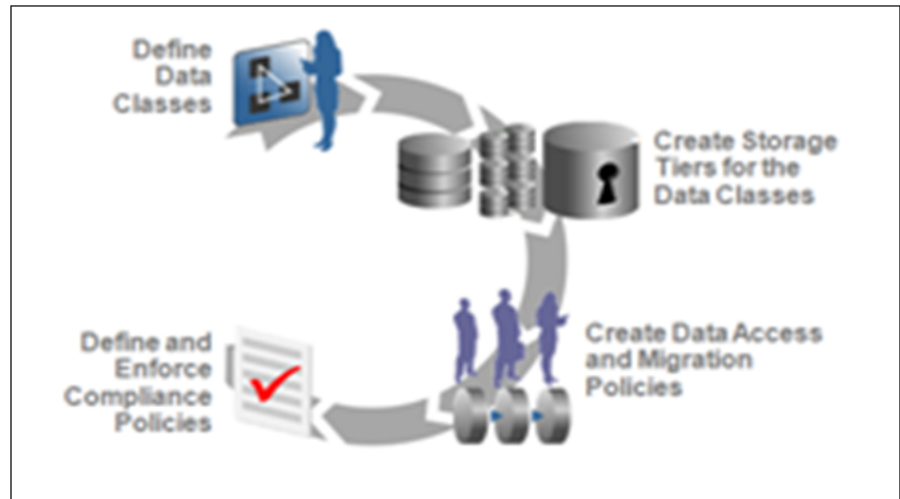 Define
Data
Classes
Create Storage
Tiers for the
Data Classes
Create Data Access
and Migration
Policies
Define and
Enforce
Compliance
Policies